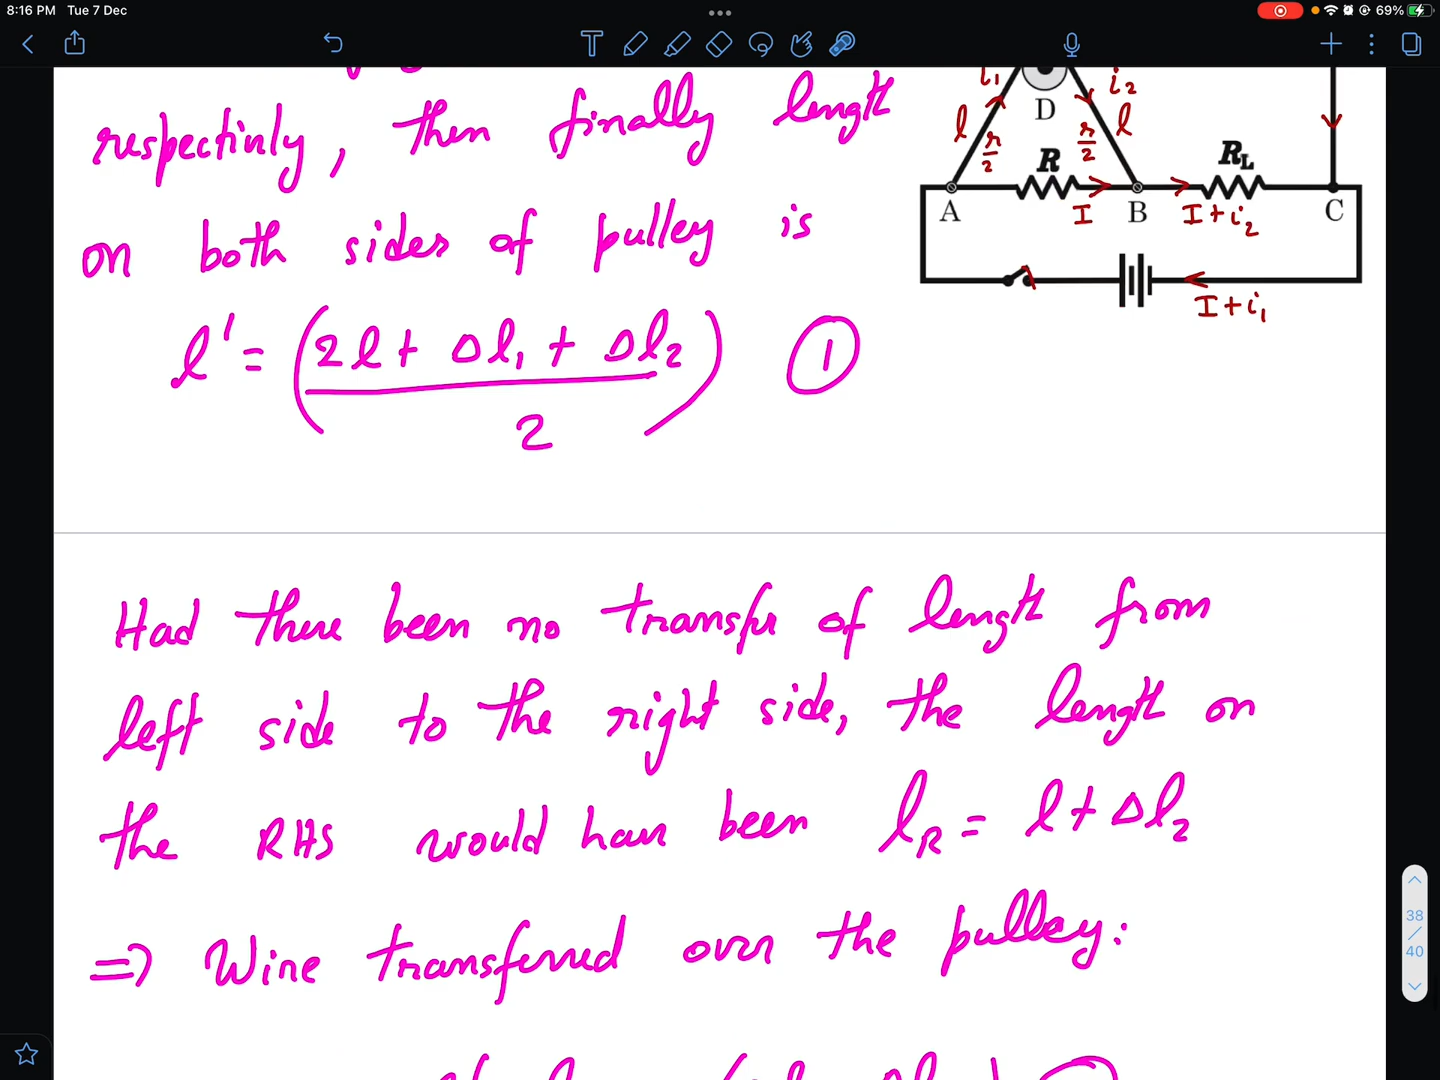 8:16 PM Tue 7 Dec
69%
respectively, then finally length
on both sides of pulley is
l' = (2l + Δl₁ + Δl₂ / 2) ①
i₁ i₂
D
l r/2 r/2 l
R R_L
A I B I+i₂ C
I+i₁
Had there been no transfer of length from
left side to the right side, the length on
the RHS would have been l_R = l + Δl₂
⇒ Wire transferred over the pulley:
38
40